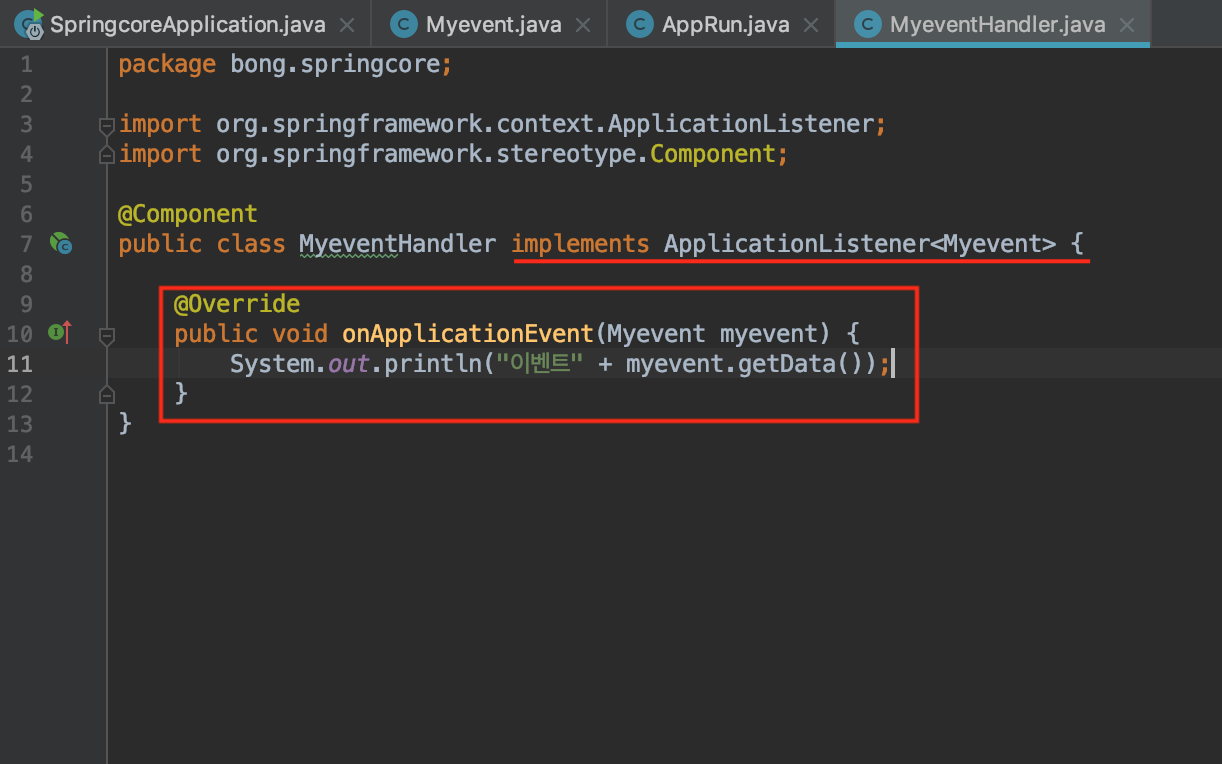 SpringcoreApplication.java Myevent.java AppRun.java MyeventHandler.java
1 package bong.springcore;
2
3 import org.springframework.context.ApplicationListener;
4 import org.springframework.stereotype.Component;
5
6 @Component
7 public class MyeventHandler implements ApplicationListener<Myevent> {
8
9 @Override
10 public void onApplicationEvent(Myevent myevent) {
11 System.out.println("이벤트" + myevent.getData());
12 }
13 }
14